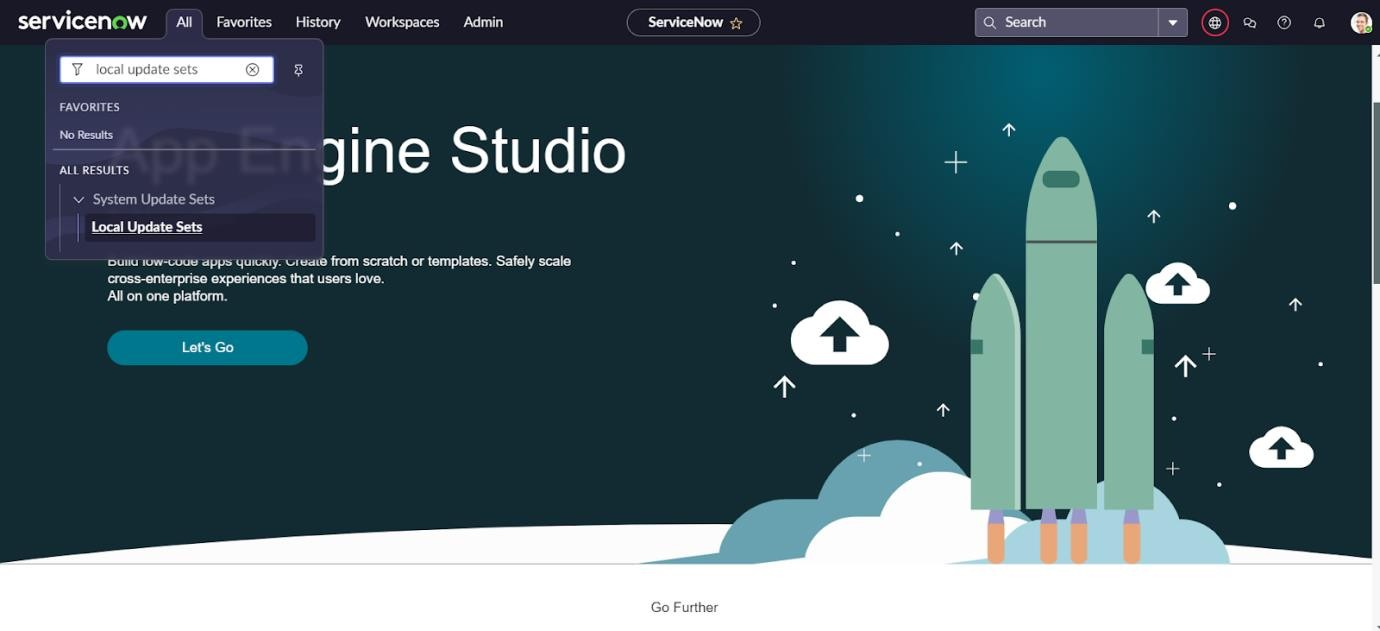 servicenow All Favorites History Workspaces Admin ServiceNow Search
local update sets
FAVORITES
No Results
ALL RESULTS
System Update Sets
Local Update Sets
App Engine Studio
Build low-code apps quickly. Create from scratch or templates. Safely scale
cross-enterprise experiences that users love.
All on one platform.
Let's Go
Go Further